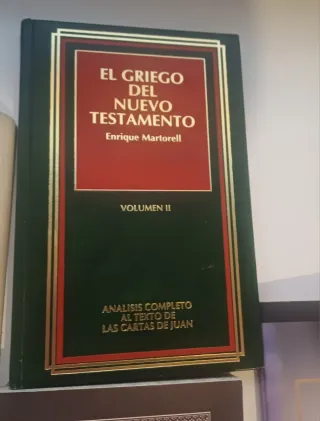 EL GRIEGO
DEL
NUEVO
TESTAMENTO
Enrique Martorell
VOLUMEN II
ANALISIS COMPLETO
AL TEXTO DE
LAS CARTAS DE JUAN